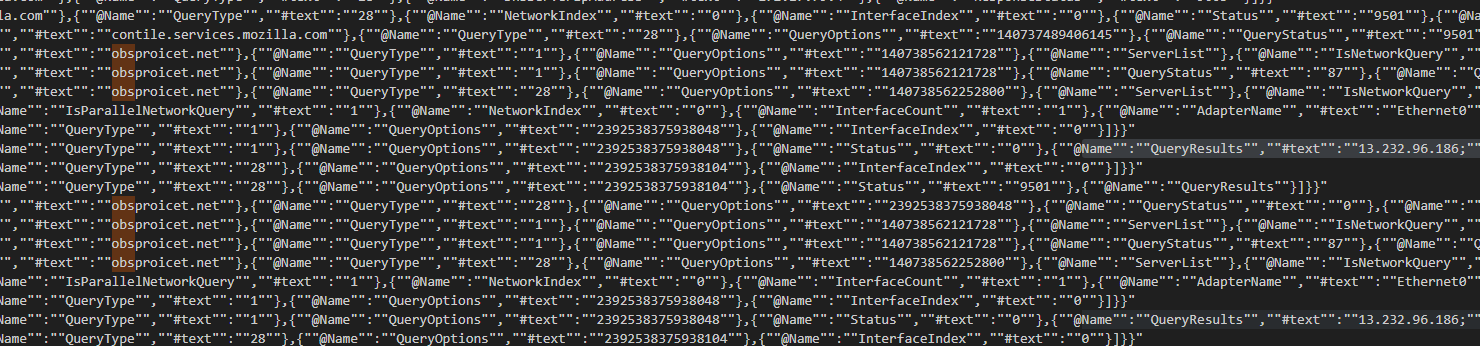 la.com""},{""@Name"":""QueryType"",""#text"":""28""},{""@Name"":""NetworkIndex"",""#text"":""0""},{""@Name"":""InterfaceIndex"",""#text"":""0""},{""@Name"":""Status"",""#text"":""9501""},{""@
"",""#text"":""contile.services.mozilla.com""},{""@Name"":""QueryType"",""#text"":""28""},{""@Name"":""QueryOptions"",""#text"":""140737489406145""},{""@Name"":""QueryStatus"",""#text"":""9501"
"",""#text"":""obsproicet.net""},{""@Name"":""QueryType"",""#text"":""1""},{""@Name"":""QueryOptions"",""#text"":""140738562121728""},{""@Name"":""ServerList""},{""@Name"":""IsNetworkQuery"",""
"",""#text"":""obsproicet.net""},{""@Name"":""QueryType"",""#text"":""1""},{""@Name"":""QueryOptions"",""#text"":""140738562121728""},{""@Name"":""QueryStatus"",""#text"":""87""},{""@Name"":""Q
"",""#text"":""obsproicet.net""},{""@Name"":""QueryType"",""#text"":""28""},{""@Name"":""QueryOptions"",""#text"":""140738562252800""},{""@Name"":""ServerList""},{""@Name"":""IsNetworkQuery"",
Name"":""IsParallelNetworkQuery"",""#text"":""1""},{""@Name"":""NetworkIndex"",""#text"":""0""},{""@Name"":""InterfaceCount"",""#text"":""1""},{""@Name"":""AdapterName"",""#text"":""Ethernet0"
Name"":""QueryType"",""#text"":""1""},{""@Name"":""QueryOptions"",""#text"":""2392538375938048""},{""@Name"":""InterfaceIndex"",""#text"":""0""}]}}"
Name"":""QueryType"",""#text"":""1""},{""@Name"":""QueryOptions"",""#text"":""2392538375938048""},{""@Name"":""Status"",""#text"":""0""},{""@Name"":""QueryResults"",""#text"":""13.232.96.186;""
Name"":""QueryType"",""#text"":""28""},{""@Name"":""QueryOptions"",""#text"":""2392538375938104""},{""@Name"":""InterfaceIndex"",""#text"":""0""}]}}"
Name"":""QueryType"",""#text"":""28""},{""@Name"":""QueryOptions"",""#text"":""2392538375938104""},{""@Name"":""Status"",""#text"":""9501""},{""@Name"":""QueryResults""}]}}"
"",""#text"":""obsproicet.net""},{""@Name"":""QueryType"",""#text"":""28""},{""@Name"":""QueryOptions"",""#text"":""2392538375938048""},{""@Name"":""QueryStatus"",""#text"":""0""},{""@Name"":""
"",""#text"":""obsproicet.net""},{""@Name"":""QueryType"",""#text"":""1""},{""@Name"":""QueryOptions"",""#text"":""140738562121728""},{""@Name"":""ServerList""},{""@Name"":""IsNetworkQuery"",""
"",""#text"":""obsproicet.net""},{""@Name"":""QueryType"",""#text"":""1""},{""@Name"":""QueryOptions"",""#text"":""140738562121728""},{""@Name"":""QueryStatus"",""#text"":""87""},{""@Name"":""Q
"",""#text"":""obsproicet.net""},{""@Name"":""QueryType"",""#text"":""28""},{""@Name"":""QueryOptions"",""#text"":""140738562252800""},{""@Name"":""ServerList""},{""@Name"":""IsNetworkQuery"",
Name"":""IsParallelNetworkQuery"",""#text"":""1""},{""@Name"":""NetworkIndex"",""#text"":""0""},{""@Name"":""InterfaceCount"",""#text"":""1""},{""@Name"":""AdapterName"",""#text"":""Ethernet0"
Name"":""QueryType"",""#text"":""1""},{""@Name"":""QueryOptions"",""#text"":""2392538375938048""},{""@Name"":""InterfaceIndex"",""#text"":""0""}]}}"
Name"":""QueryType"",""#text"":""1""},{""@Name"":""QueryOptions"",""#text"":""2392538375938048""},{""@Name"":""Status"",""#text"":""0""},{""@Name"":""QueryResults"",""#text"":""13.232.96.186;""
Name"":""QueryType"",""#text"":""28""},{""@Name"":""QueryOptions"",""#text"":""2392538375938104""},{""@Name"":""InterfaceIndex"",""#text"":""0""}]}}"